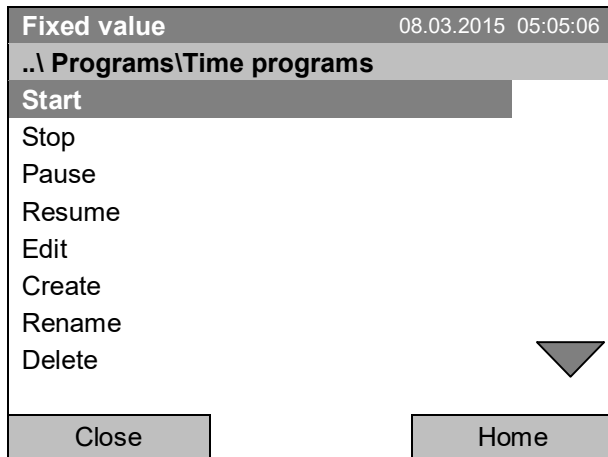 Fixed value 08.03.2015 05:05:06
..\ Programs\Time programs
Start
Stop
Pause
Resume
Edit
Create
Rename
Delete
Close Home